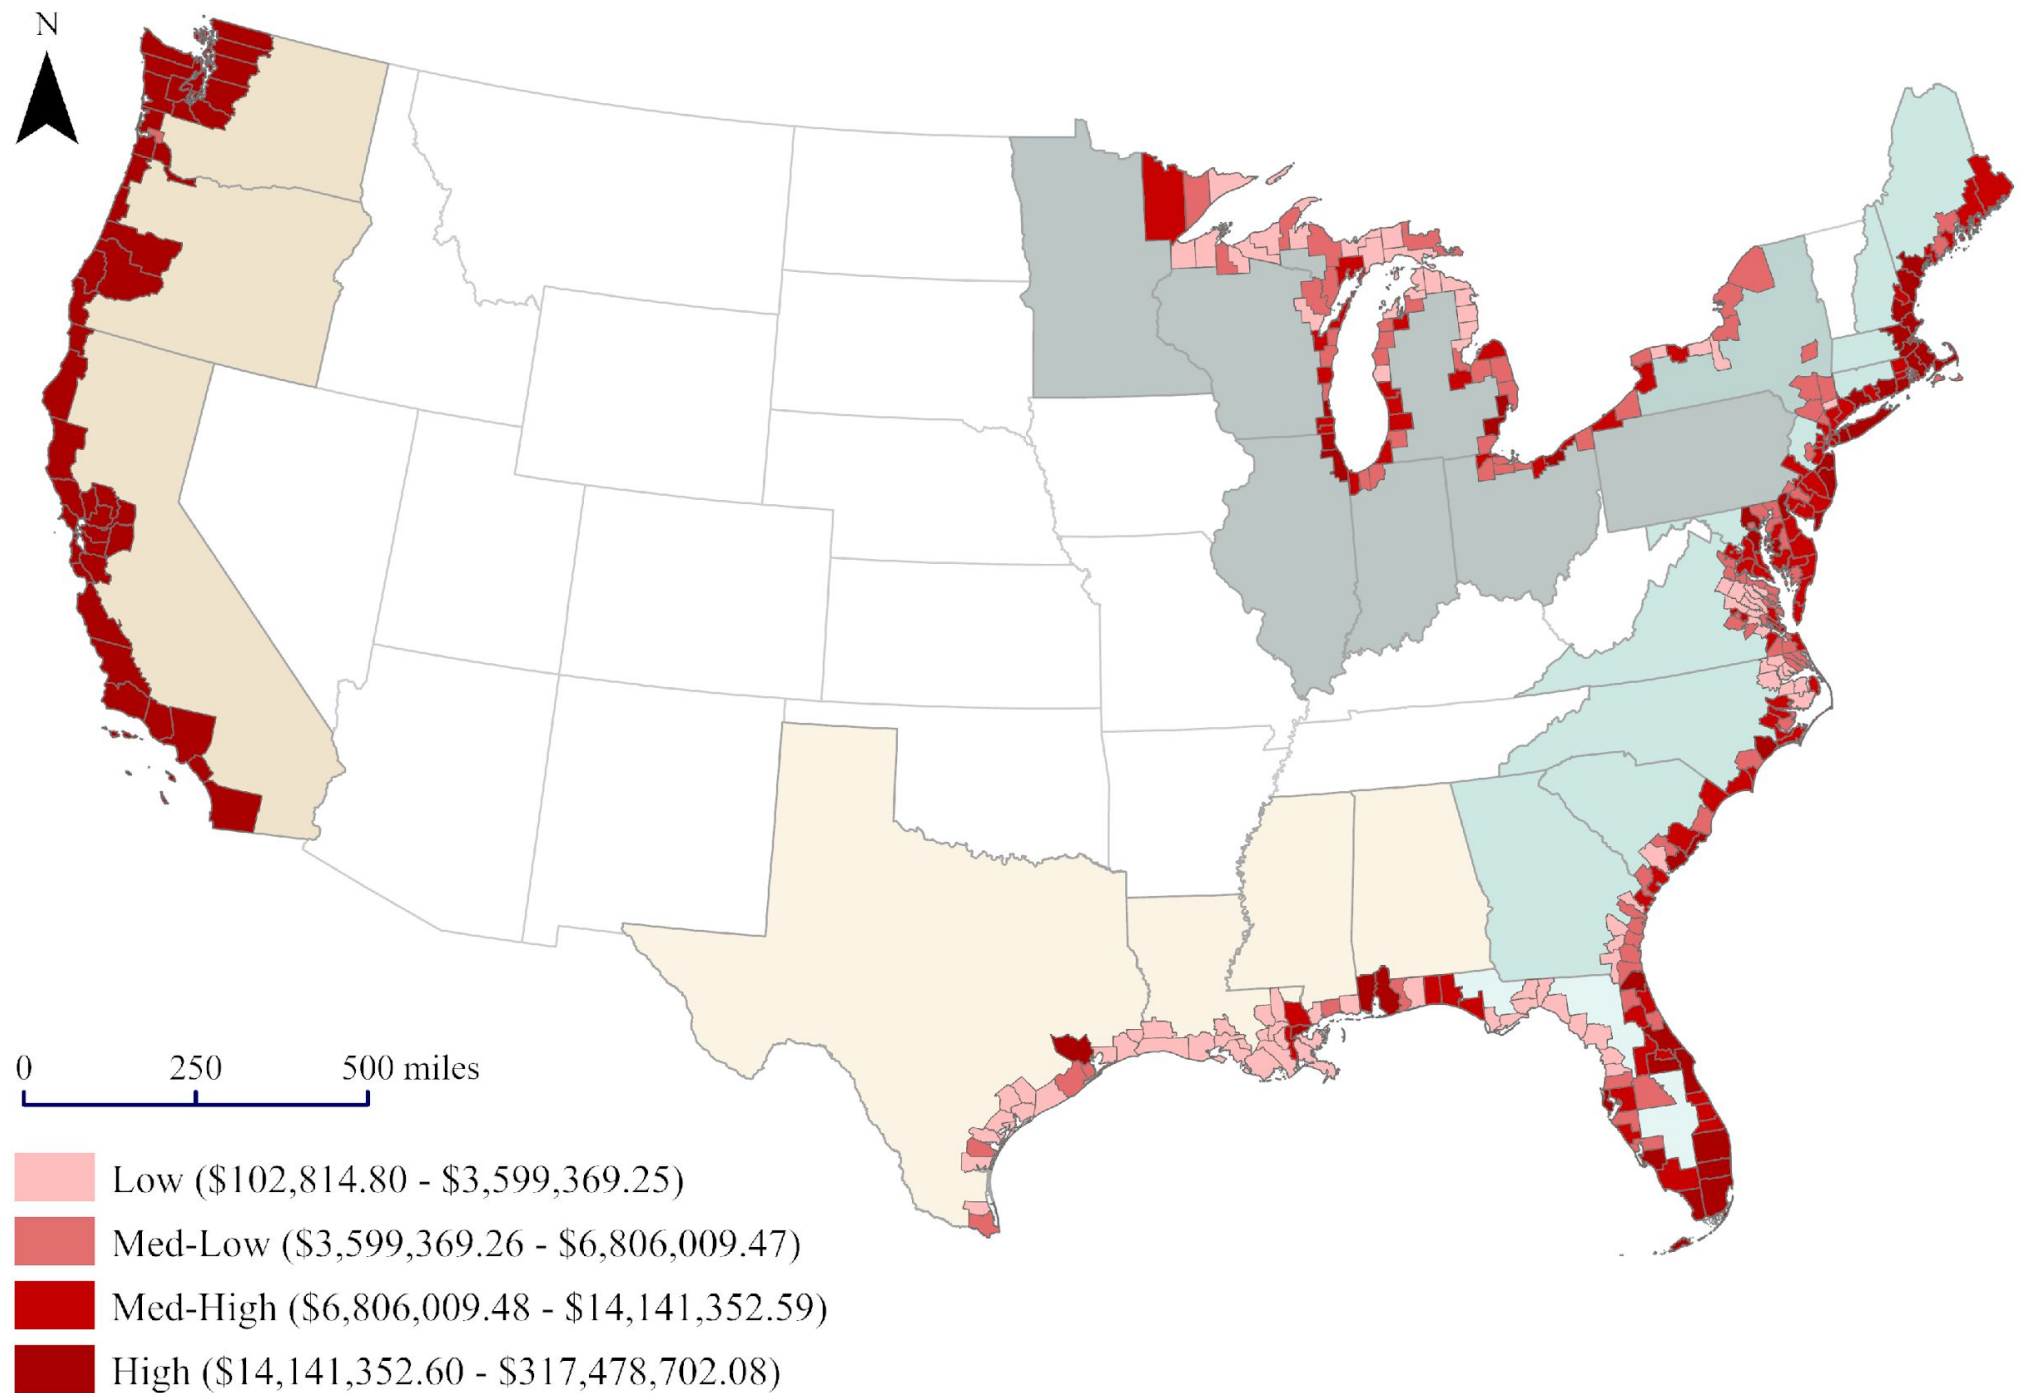 N
0 250 500 miles
Low ($102,814.80 - $3,599,369.25)
Med-Low ($3,599,369.26 - $6,806,009.47)
Med-High ($6,806,009.48 - $14,141,352.59)
High ($14,141,352.60 - $317,478,702.08)